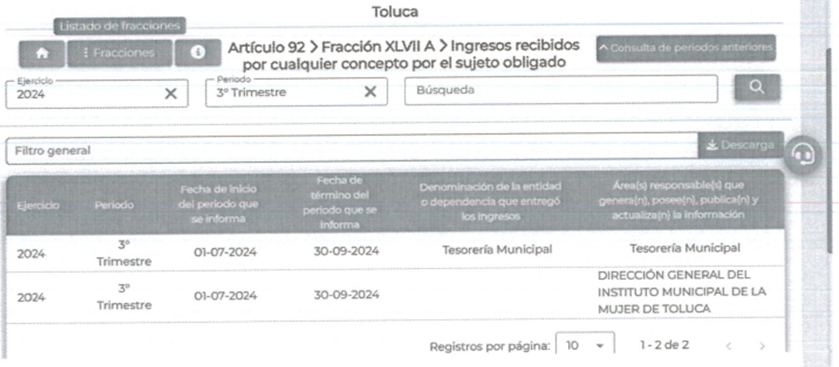 Toluca
Listado de fracciones
Fracciones
Artículo 92 > Fracción XLVII A > Ingresos recibidos
por cualquier concepto por el sujeto obligado
Consulta de periodos anteriores
Ejercicio
2024
Periodo
3º Trimestre
Búsqueda
Filtro general
Descarga
Ejercicio
Periodo
Fecha de inicio
del periodo que
se informa
Fecha de
término del
periodo que se
informa
Denominación de la entidad
o dependencia que entregó
los ingresos
Área(s) responsable(s) que
genera(n), posee(n), publica(n) y
actualiza(n) la información
2024
3º
Trimestre
01-07-2024
30-09-2024
Tesorería Municipal
Tesorería Municipal
2024
3º
Trimestre
01-07-2024
30-09-2024
DIRECCIÓN GENERAL DEL
INSTITUTO MUNICIPAL DE LA
MUJER DE TOLUCA
Registros por página:
10
1 - 2 de 2